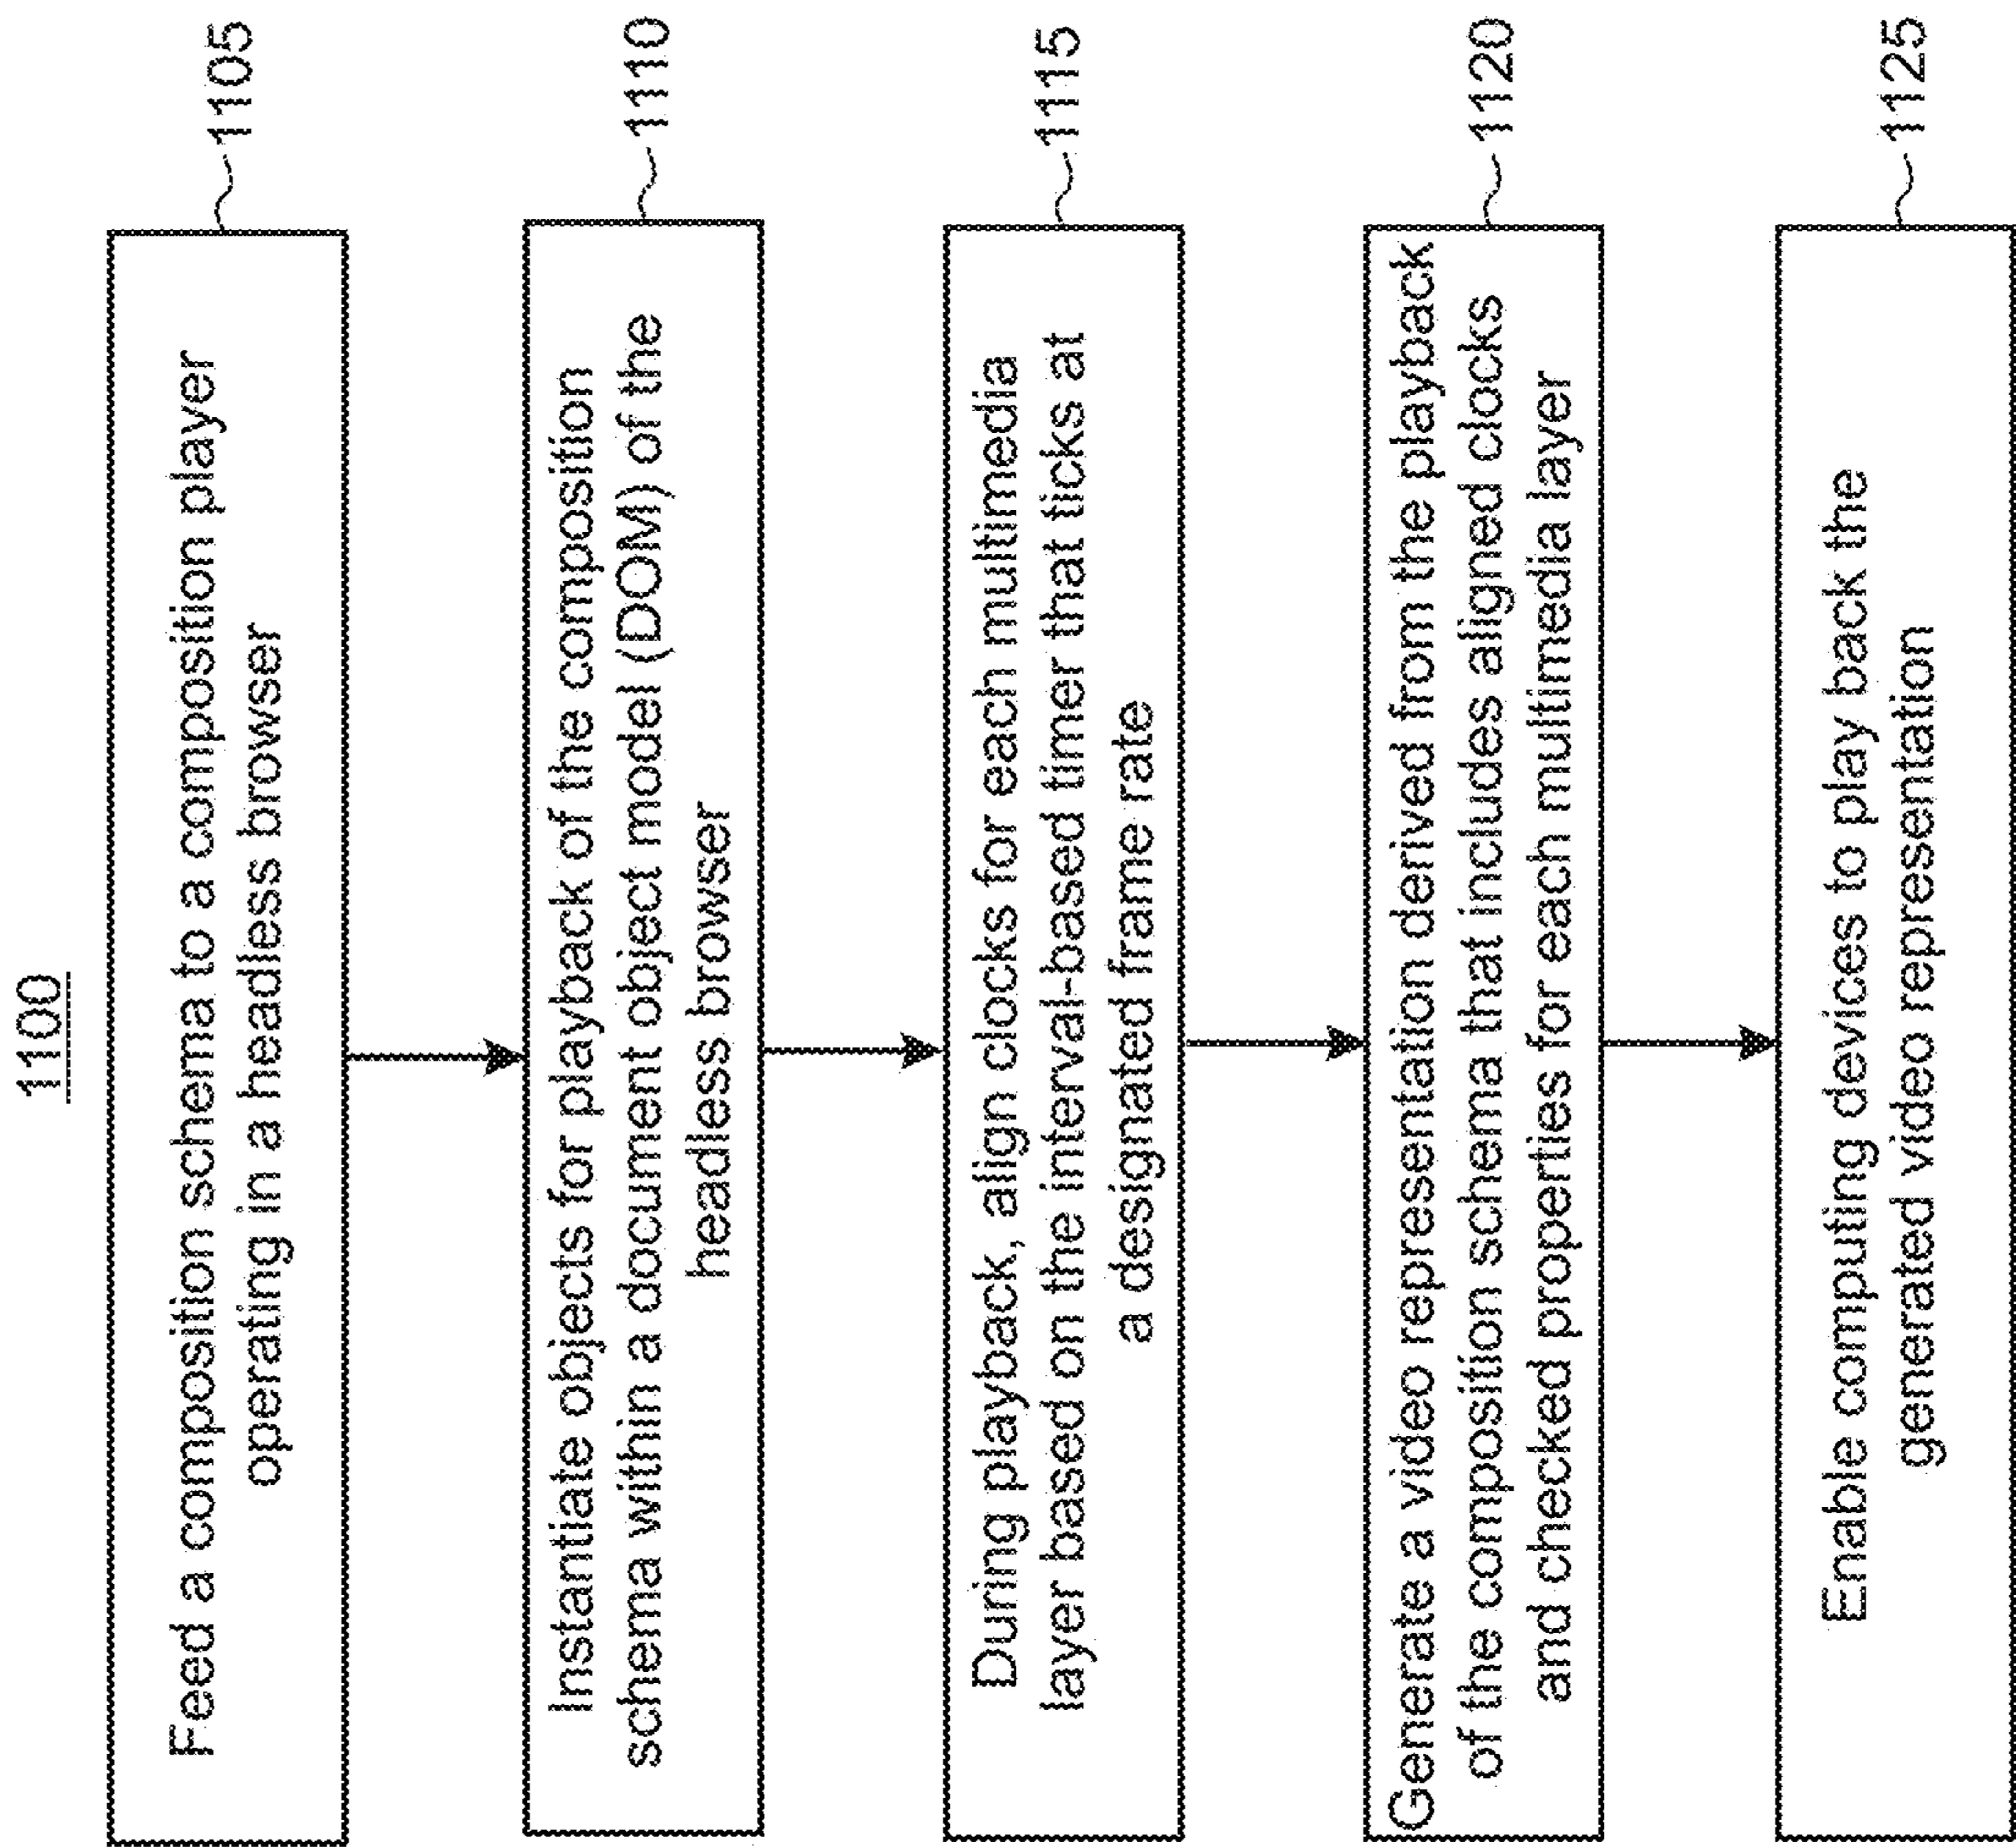 1100
Feed a composition schema to a composition player
operating in a headless browser
1105
Instantiate objects for playback of the composition
schema within a document object model (DOM) of the
headless browser
1110
During playback, align clocks for each multimedia
layer based on the interval-based timer that ticks at
a designated frame rate
1115
Generate a video representation derived from the playback
of the composition schema that includes aligned clocks
and checked properties for each multimedia layer
1120
Enable computing devices to play back the
generated video representation
1125